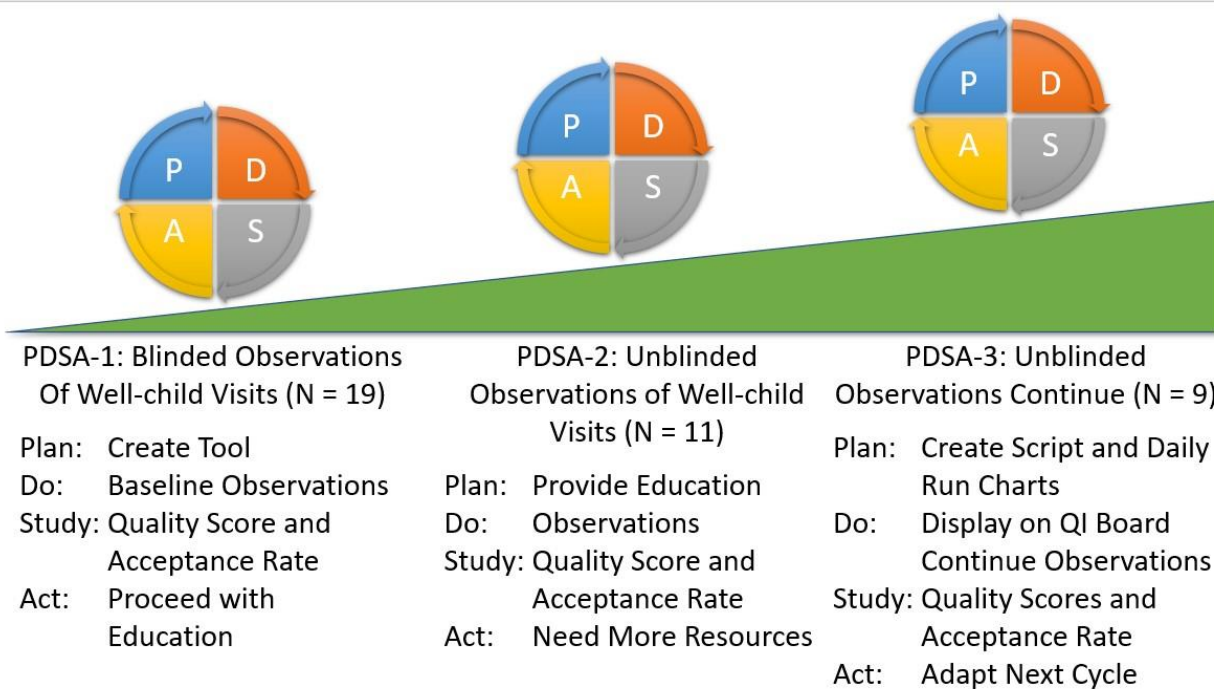 P D
A S
P D
A S
P D
A S
PDSA-1: Blinded Observations
Of Well-child Visits (N = 19)
Plan: Create Tool
Do: Baseline Observations
Study: Quality Score and
Acceptance Rate
Act: Proceed with
Education
PDSA-2: Unblinded
Observations of Well-child
Visits (N = 11)
Plan: Provide Education
Do: Observations
Study: Quality Score and
Acceptance Rate
Act: Need More Resources
PDSA-3: Unblinded
Observations Continue (N = 9)
Plan: Create Script and Daily
Run Charts
Do: Display on QI Board
Continue Observations
Study: Quality Scores and
Acceptance Rate
Act: Adapt Next Cycle